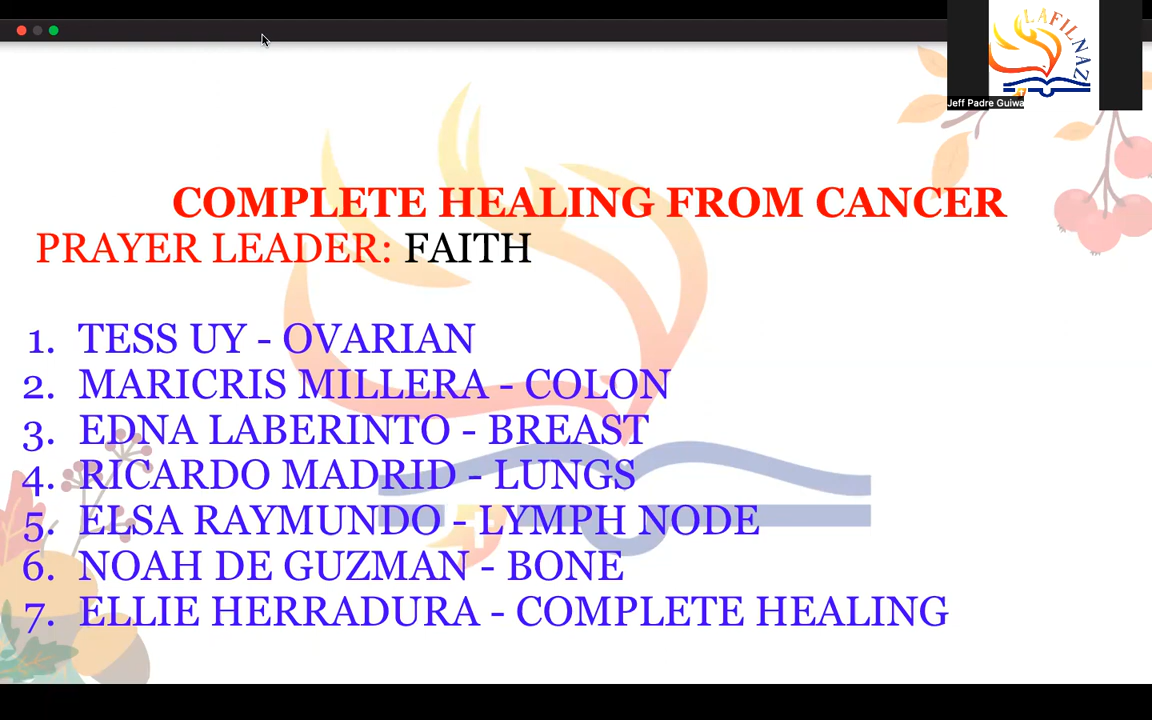 LAFILNAZ
Jeff Padre Guiwa
COMPLETE HEALING FROM CANCER
PRAYER LEADER: FAITH
1. TESS UY - OVARIAN
2. MARICRIS MILLERA - COLON
3. EDNA LABERINTO - BREAST
4. RICARDO MADRID - LUNGS
5. ELSA RAYMUNDO - LYMPH NODE
6. NOAH DE GUZMAN - BONE
7. ELLIE HERRADURA - COMPLETE HEALING